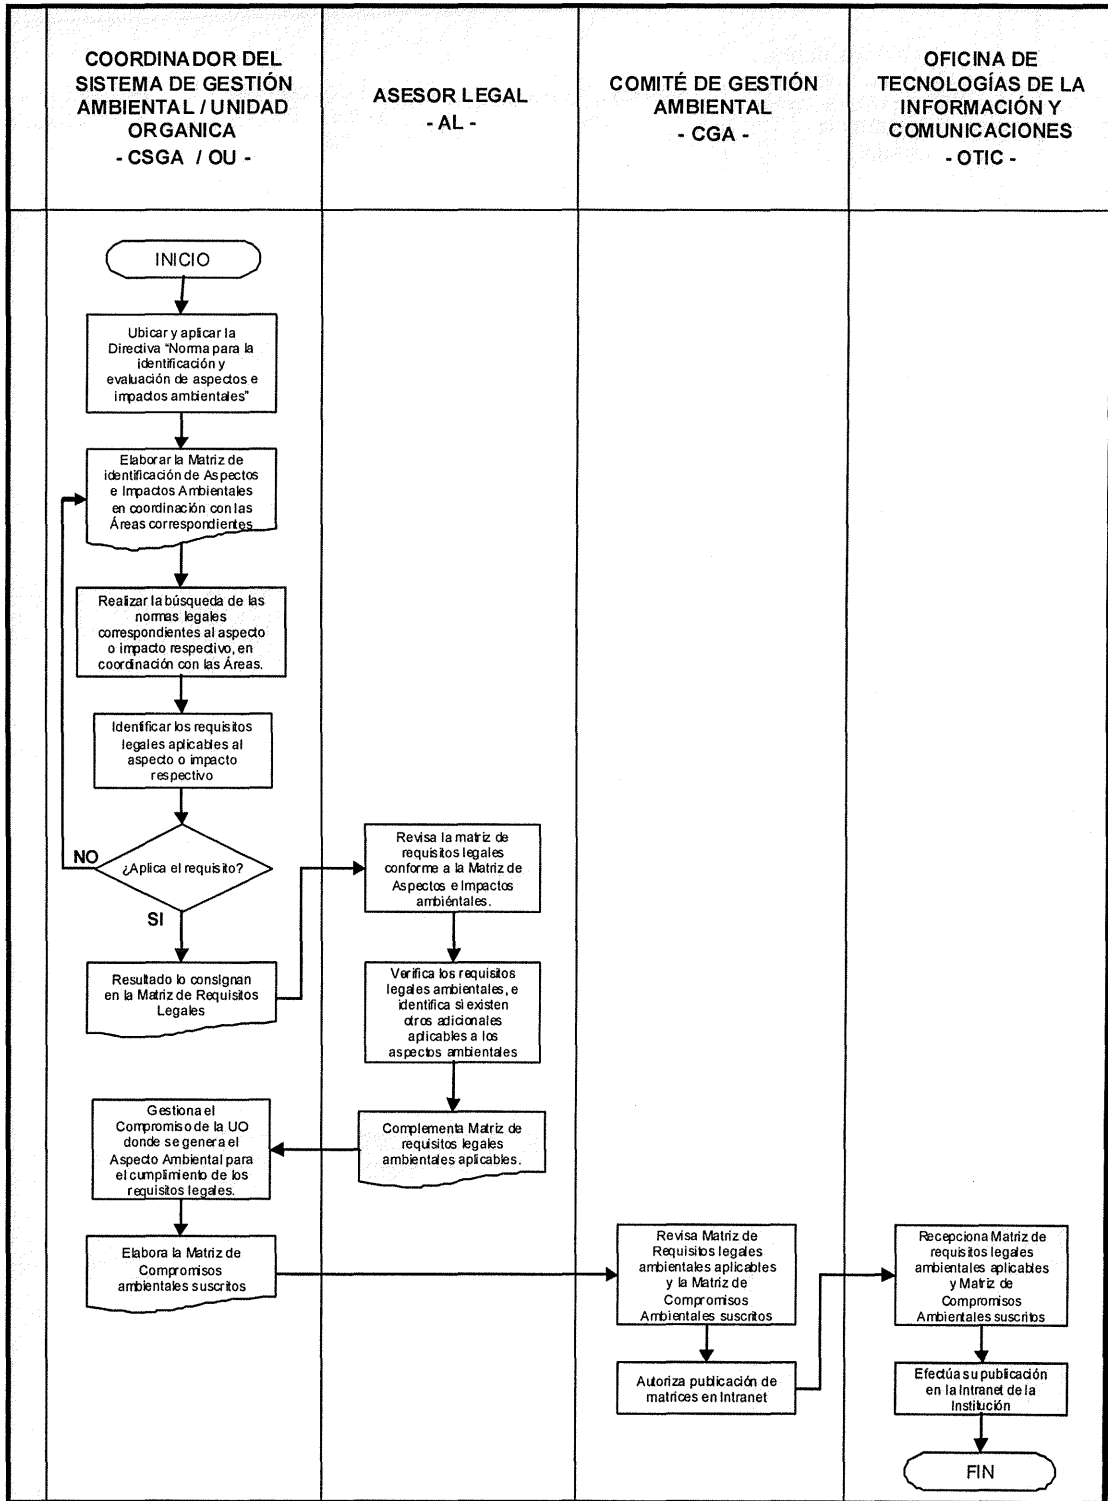 COORDINADOR DEL
SISTEMA DE GESTIÓN
AMBIENTAL / UNIDAD
ORGANICA
- CSGA / OU -
ASESOR LEGAL
- AL -
COMITÉ DE GESTIÓN
AMBIENTAL
- CGA -
OFICINA DE
TECNOLOGÍAS DE LA
INFORMACIÓN Y
COMUNICACIONES
- OTIC -
INICIO
Ubicar y aplicar la
Directiva "Norma para la
identificación y
evaluación de aspectos e
impactos ambientales"
Elaborar la Matriz de
identificación de Aspectos
e Impactos Ambientales
en coordinación con las
Áreas correspondientes
Realizar la búsqueda de las
normas legales
correspondientes al aspecto
o impacto respectivo, en
coordinación con las Áreas.
Identificar los requisitos
legales aplicables al
aspecto o impacto
respectivo
¿Aplica el requisito?
NO
SI
Resultado lo consignan
en la Matriz de Requisitos
Legales
Revisa la matriz de
requisitos legales
conforme a la Matriz de
Aspectos e Impactos
ambiéntales.
Verifica los requisitos
legales ambientales, e
identifica si existen
otros adicionales
aplicables a los
aspectos ambientales
Complementa Matriz de
requisitos legales
ambientales aplicables.
Gestiona el
Compromiso de la UO
donde se genera el
Aspecto Ambiental para
el cumplimiento de los
requisitos legales.
Elabora la Matriz de
Compromisos
ambientales suscritos
Revisa Matriz de
Requisitos legales
ambientales aplicables
y la Matriz de
Compromisos
Ambientales suscritos
Autoriza publicación de
matrices en Intranet
Recepciona Matriz de
requisitos legales
ambientales aplicables
y Matriz de
Compromisos
Ambientales suscritos
Efectúa su publicación
en la Intranet de la
Institución
FIN